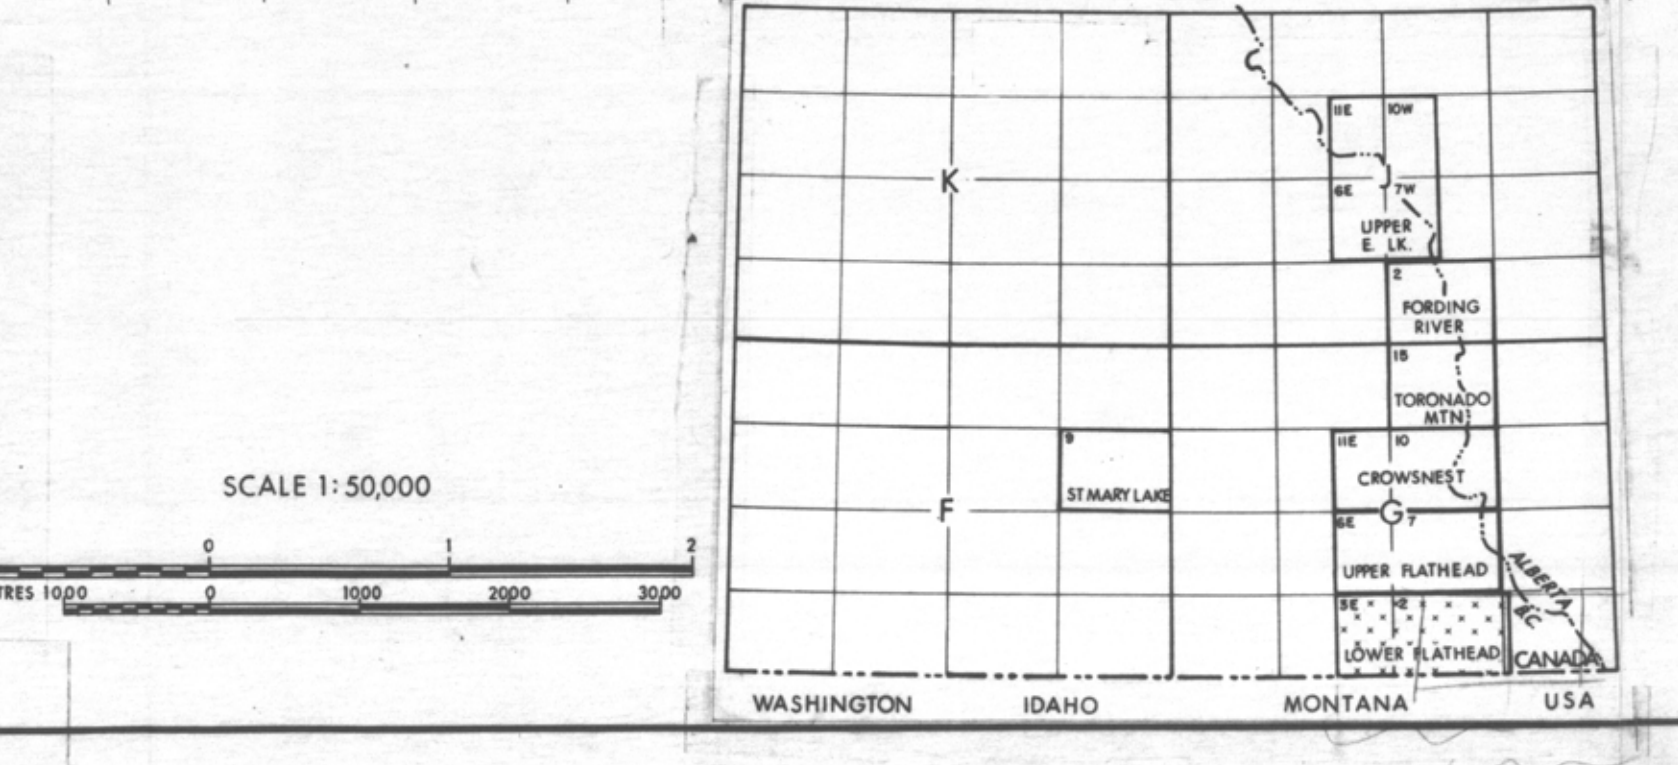 11E 10W
K
J
6E 7W
UPPER
E. LK.
2
FORDING
RIVER
15
TORONADO
MTN
9
11E 10
CROWSNEST
ST MARY LAKE
SCALE 1:50,000
F
G
6E 7
0 1 2
TRES 1000 0 1000 2000 3000
UPPER FLATHEAD
ALBERTA
B.C.
3E 2
LOWER FLATHEAD
CANADA
WASHINGTON IDAHO MONTANA USA